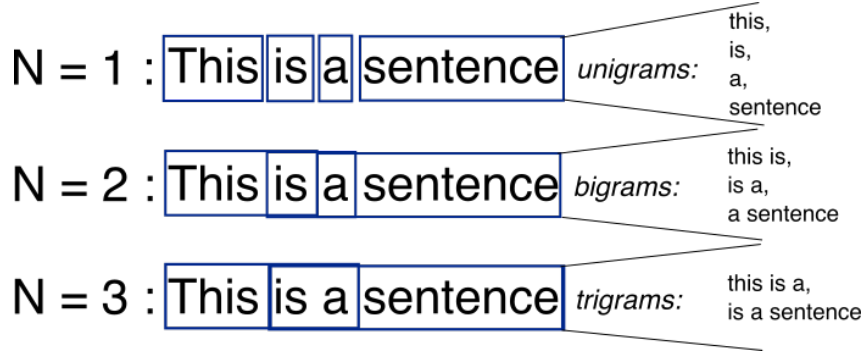 N = 1 : This is a sentence unigrams:
this,
is,
a,
sentence
N = 2 : This is a sentence bigrams:
this is,
is a,
a sentence
N = 3 : This is a sentence trigrams:
this is a,
is a sentence